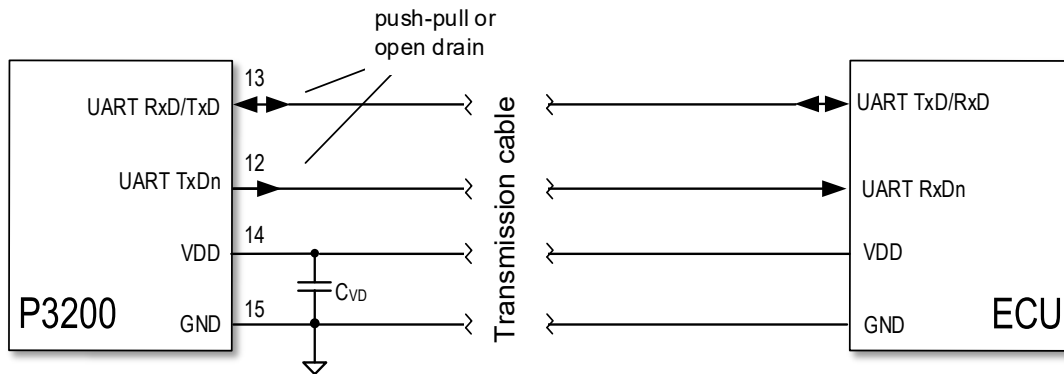 push-pull or
open drain
13
UART RxD/TxD
UART TxD/RxD
12
UART TxDn
UART RxDn
14
VDD
VDD
CVD
15
P3200
GND
GND
ECU
Transmission cable